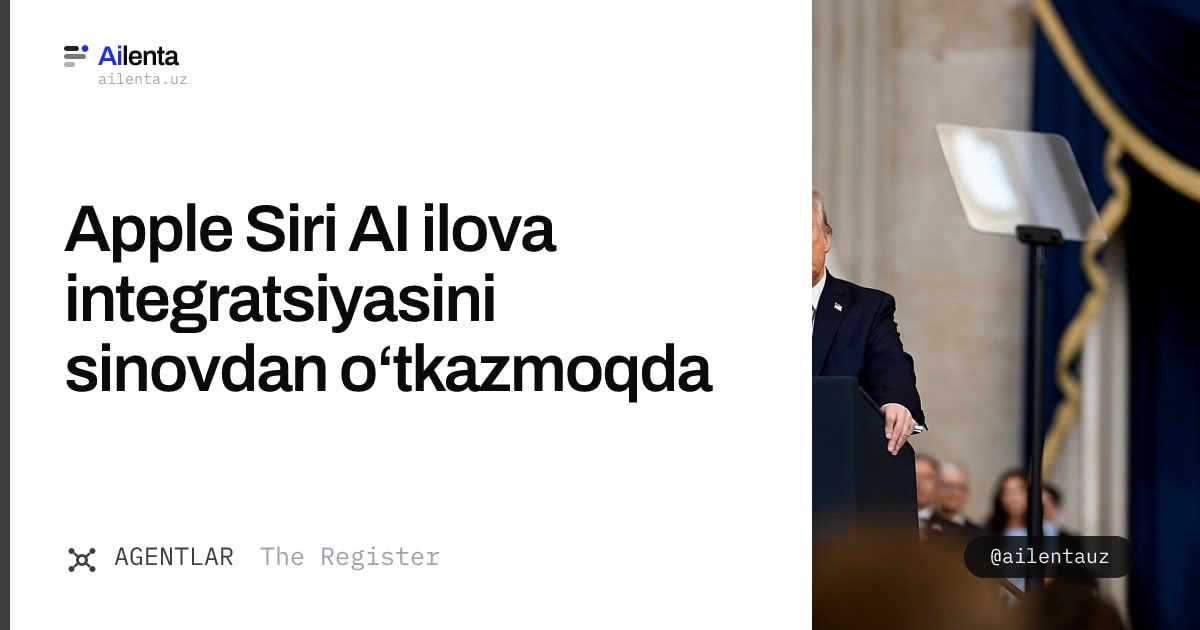 Ailenta
ailenta.uz
Apple Siri AI ilova
integratsiyasini
sinovdan o‘tkazmoqda
AGENTLAR The Register
@ailentauz